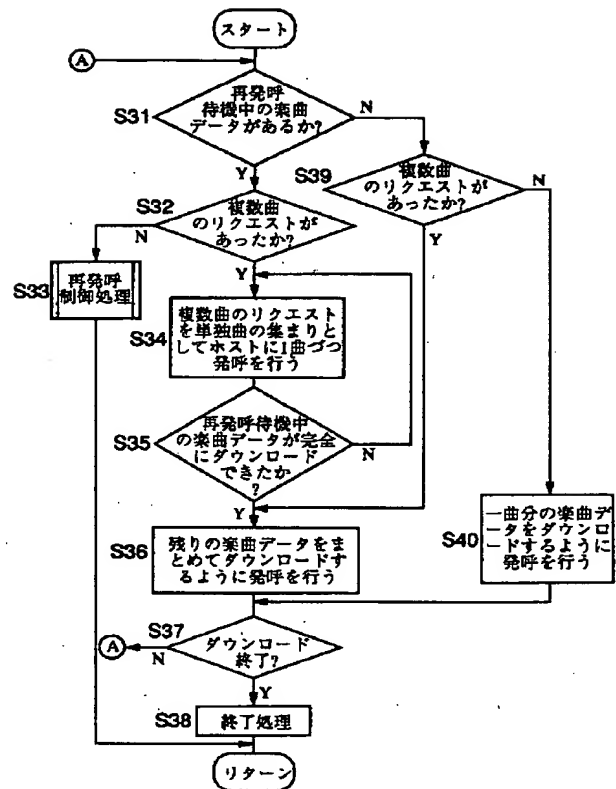 スタート
A
再発呼
待機中の楽曲
データがあるか?
S31
N
Y
S39
複数曲
のリクエストが
あったか?
N
Y
S32
複数曲
のリクエストが
あったか?
N
Y
S33
再発呼
制御処理
S34
複数曲のリクエスト
を単独曲の集まりと
してホストに1曲づつ
発呼を行う
S35
再発呼待機中
の楽曲データが完全
にダウンロード
できたか
?
N
Y
S36
残りの楽曲データをま
とめてダウンロードす
るように発呼を行う
S40
一曲分の楽曲デ
ータをダウンロ
ードするように
発呼を行う
S37
ダウンロード
終了?
A
N
Y
S38
終了処理
リターン